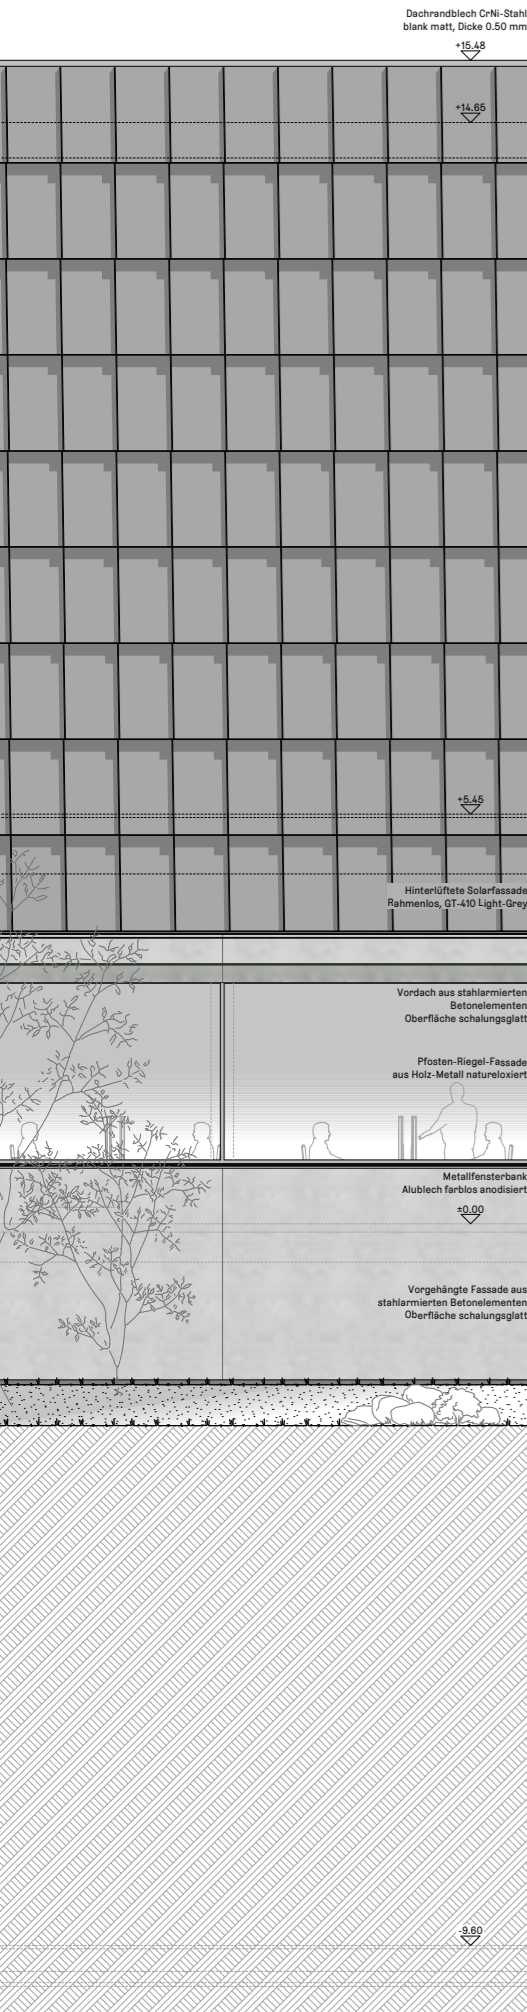 Dachrandblech CrNi-Stahl
blank matt, Dicke 0.50 mm
+15.48
+14.65
+5.45
Hinterlüftete Solarfassade
Rahmenlos, GT-410 Light-Grey
Vordach aus stahlarmierten
Betonelementen
Oberfläche schalungsglatt
Pfosten-Riegel-Fassade
aus Holz-Metall natureloxiert
Metallfensterbank
Alublech farblos anodisiert
±0.00
Vorgehängte Fassade aus
stahlarmierten Betonelementen
Oberfläche schalungsglatt
-9.60